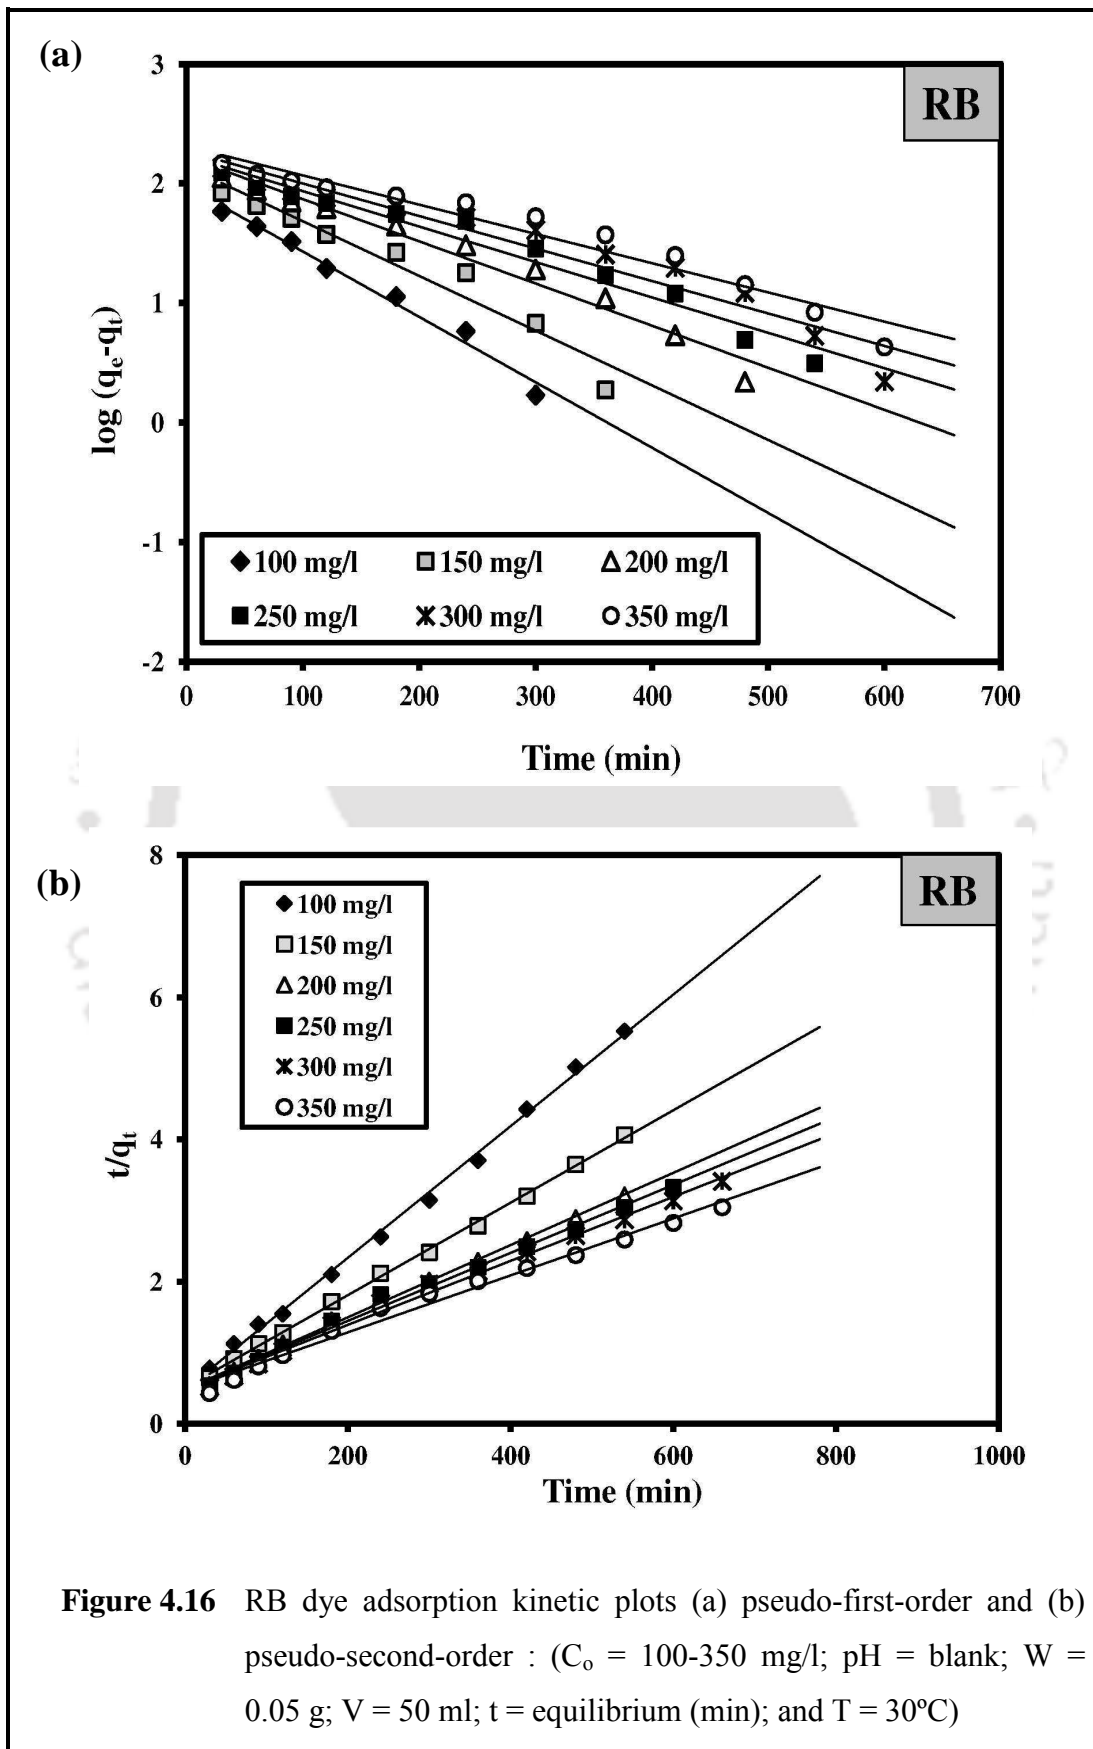 (a)
RB
3
2
1
0
-1
-2
log (qe-qt)
100 mg/l 150 mg/l 200 mg/l
250 mg/l 300 mg/l 350 mg/l
0 100 200 300 400 500 600 700
Time (min)
(b)
RB
8
6
4
2
0
t/qt
100 mg/l
150 mg/l
200 mg/l
250 mg/l
300 mg/l
350 mg/l
0 200 400 600 800 1000
Time (min)
Figure 4.16 RB dye adsorption kinetic plots (a) pseudo-first-order and (b)
pseudo-second-order : (Co = 100-350 mg/l; pH = blank; W =
0.05 g; V = 50 ml; t = equilibrium (min); and T = 30ºC)